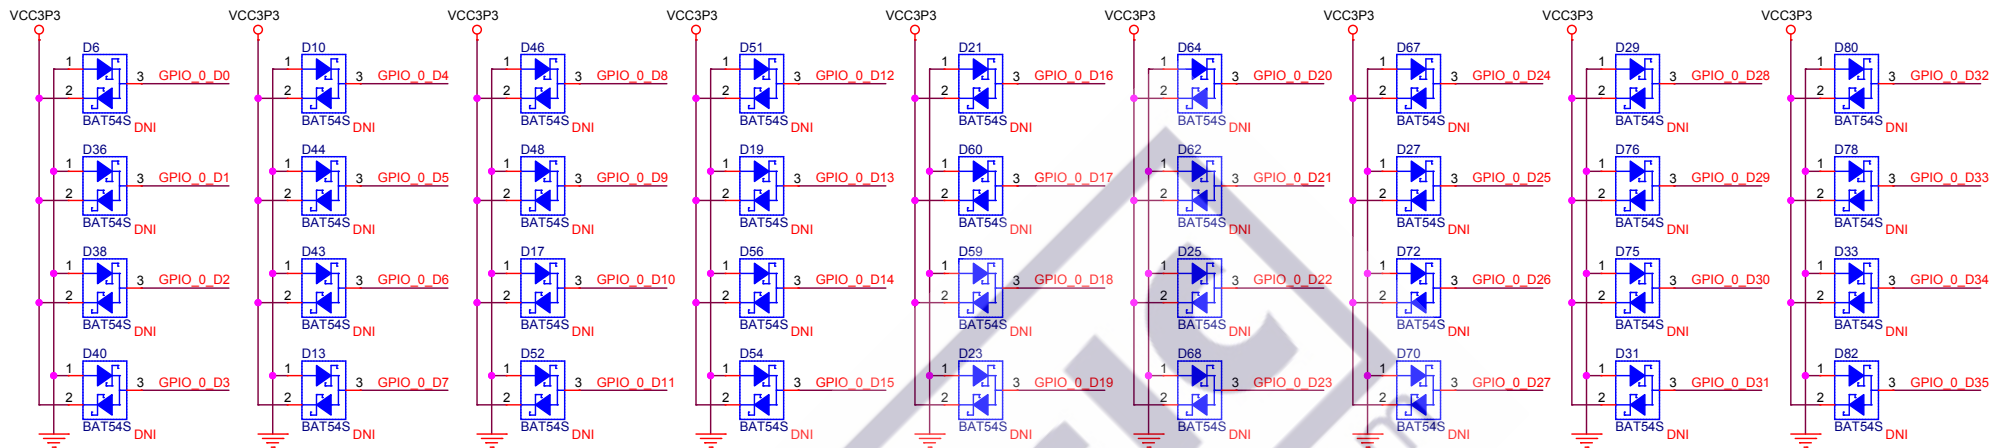 VCC3P3 VCC3P3 VCC3P3 VCC3P3 VCC3P3 VCC3P3 VCC3P3 VCC3P3 VCC3P3
D6 D10 D46 D51 D21 D64 D67 D29 D80
1 3 GPIO_0_D0 1 3 GPIO_0_D4 1 3 GPIO_0_D8 1 3 GPIO_0_D12 1 3 GPIO_0_D16 1 3 GPIO_0_D20 1 3 GPIO_0_D24 1 3 GPIO_0_D28 1 3 GPIO_0_D32
2 2 2 2 2 2 2 2 2
BAT54S DNI BAT54S DNI BAT54S DNI BAT54S DNI BAT54S DNI BAT54S DNI BAT54S DNI BAT54S DNI BAT54S DNI
D36 D44 D48 D19 D60 D62 D27 D76 D78
1 3 GPIO_0_D1 1 3 GPIO_0_D5 1 3 GPIO_0_D9 1 3 GPIO_0_D13 1 3 GPIO_0_D17 1 3 GPIO_0_D21 1 3 GPIO_0_D25 1 3 GPIO_0_D29 1 3 GPIO_0_D33
2 2 2 2 2 2 2 2 2
BAT54S DNI BAT54S DNI BAT54S DNI BAT54S DNI BAT54S DNI BAT54S DNI BAT54S DNI BAT54S DNI BAT54S DNI
D38 D43 D17 D56 D59 D25 D72 D75 D33
1 3 GPIO_0_D2 1 3 GPIO_0_D6 1 3 GPIO_0_D10 1 3 GPIO_0_D14 1 3 GPIO_0_D18 1 3 GPIO_0_D22 1 3 GPIO_0_D26 1 3 GPIO_0_D30 1 3 GPIO_0_D34
2 2 2 2 2 2 2 2 2
BAT54S DNI BAT54S DNI BAT54S DNI BAT54S DNI BAT54S DNI BAT54S DNI BAT54S DNI BAT54S DNI BAT54S DNI
D40 D13 D52 D54 D23 D68 D70 D31 D82
1 3 GPIO_0_D3 1 3 GPIO_0_D7 1 3 GPIO_0_D11 1 3 GPIO_0_D15 1 3 GPIO_0_D19 1 3 GPIO_0_D23 1 3 GPIO_0_D27 1 3 GPIO_0_D31 1 3 GPIO_0_D35
2 2 2 2 2 2 2 2 2
BAT54S DNI BAT54S DNI BAT54S DNI BAT54S DNI BAT54S DNI BAT54S DNI BAT54S DNI BAT54S DNI BAT54S DNI